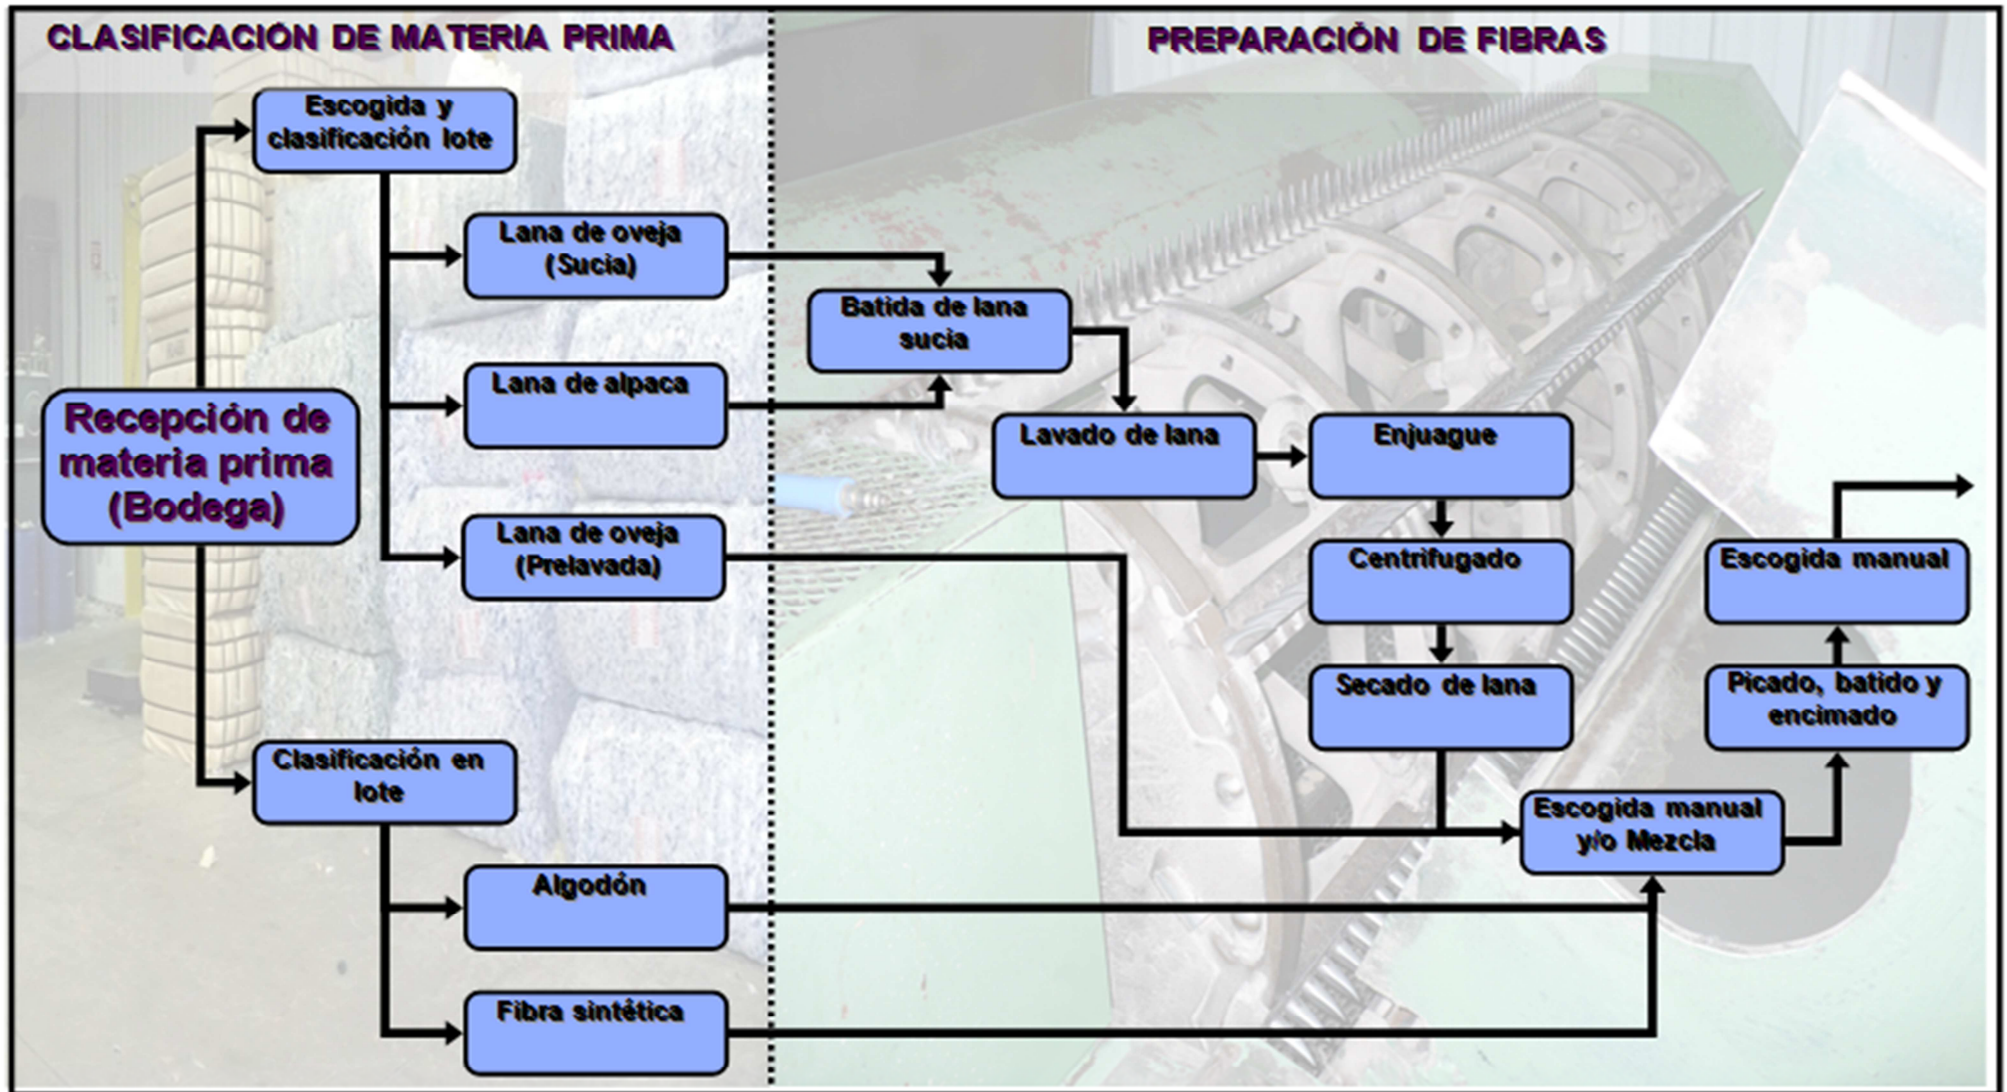 CLASIFICACIÓN DE MATERIA PRIMA
PREPARACIÓN DE FIBRAS
Escogida y
clasificación lote
Lana de oveja
(Sucia)
Batida de lana
sucia
Lana de alpaca
Recepción de
materia prima
(Bodega)
Lavado de lana
Enjuague
Lana de oveja
(Prelavada)
Centrifugado
Escogida manual
Secado de lana
Picado, batido y
encimado
Clasificación en
lote
Escogida manual
y/o Mezcla
Algodón
Fibra sintética